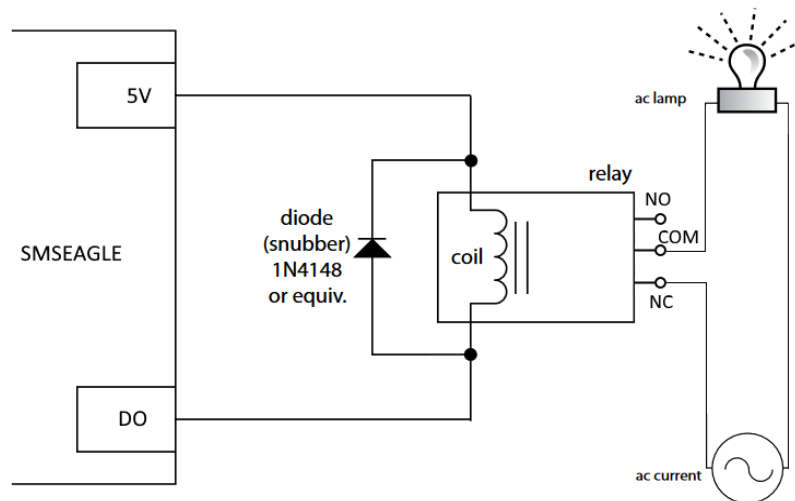 5V
ac lamp
relay
NO
diode
(snubber)
1N4148
or equiv.
SMSEAGLE
coil
COM
NC
DO
ac current